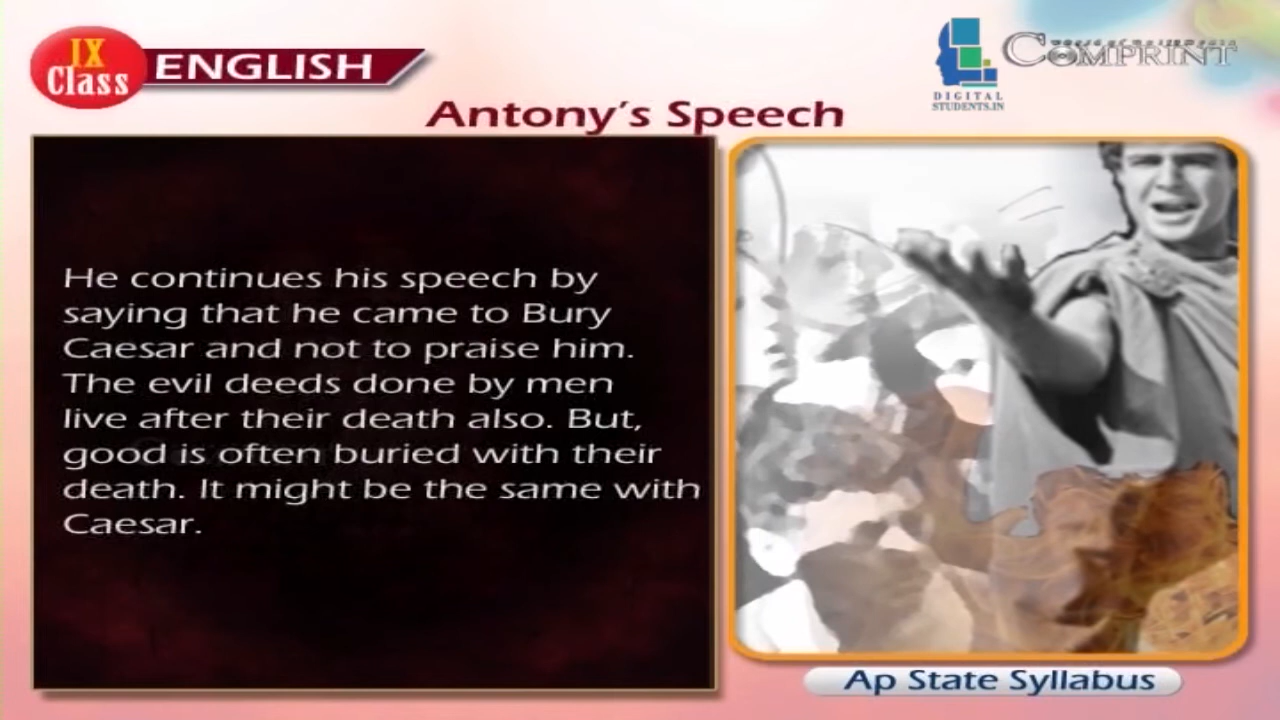 IX
Class
ENGLISH
DIGITAL
STUDENTS.IN
COMPRINT
Antony's Speech
He continues his speech by
saying that he came to Bury
Caesar and not to praise him.
The evil deeds done by men
live after their death also. But,
good is often buried with their
death. It might be the same with
Caesar.
Ap State Syllabus